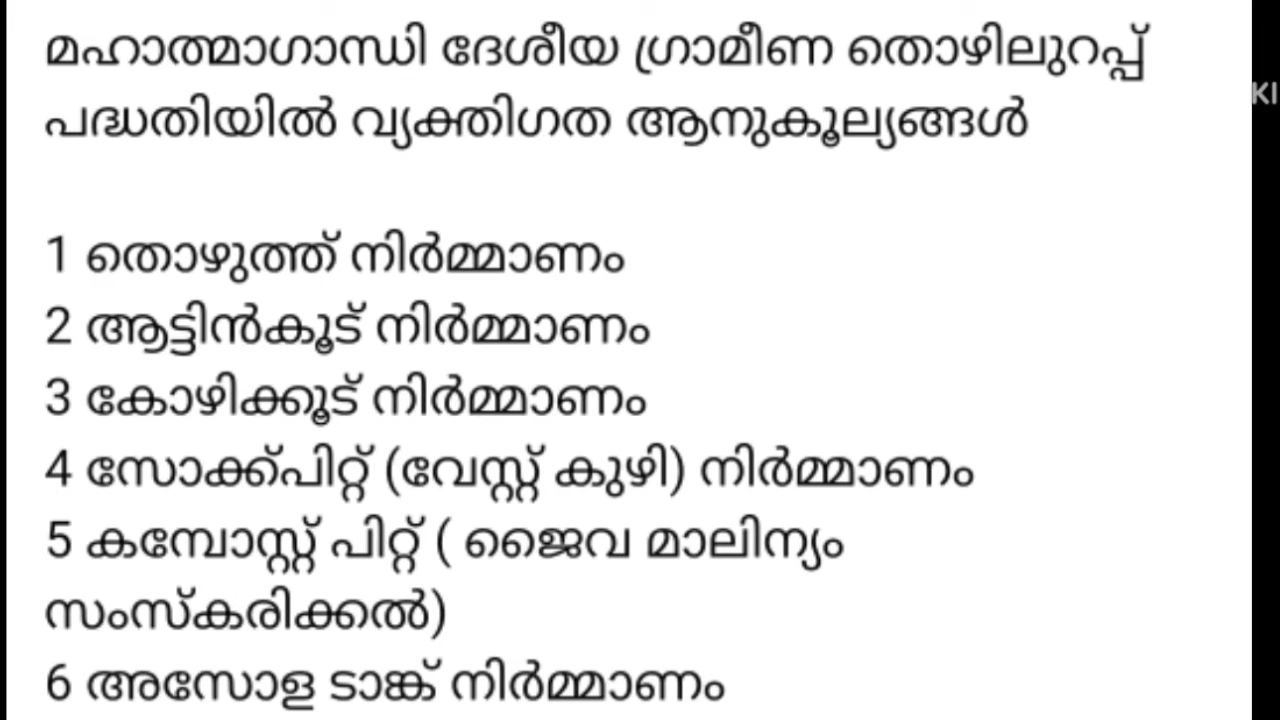 മഹാത്മാഗാന്ധി ദേശീയ ഗ്രാമീണ തൊഴിലുറപ്പ്
പദ്ധതിയിൽ വ്യക്തിഗത ആനുകൂല്യങ്ങൾ
1 തൊഴുത്ത് നിർമ്മാണം
2 ആട്ടിൻകൂട് നിർമ്മാണം
3 കോഴിക്കൂട് നിർമ്മാണം
4 സോക്ക്പിറ്റ് (വേസ്റ്റ് കുഴി) നിർമ്മാണം
5 കമ്പോസ്റ്റ് പിറ്റ് ( ജൈവ മാലിന്യം
സംസ്കരിക്കൽ)
6 അസോള ടാങ്ക് നിർമ്മാണം